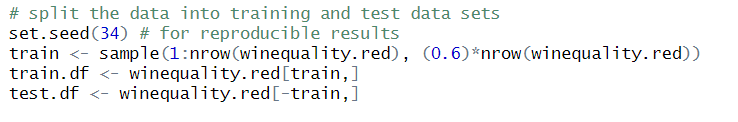 # split the data into training and test data sets
set.seed(34) # for reproducible results
train <- sample(1:nrow(winequality.red), (0.6)*nrow(winequality.red))
train.df <- winequality.red[train,]
test.df <- winequality.red[-train,]